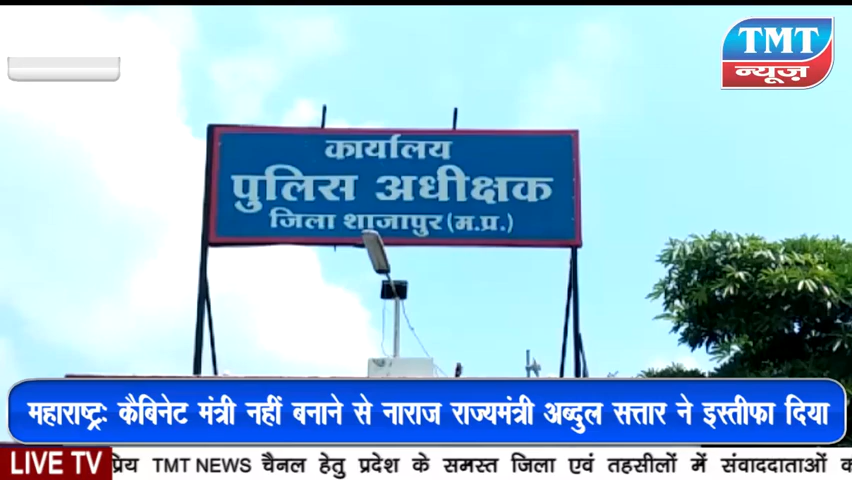 TMT
न्यूज़
कार्यालय
पुलिस अधीक्षक
जिला शाजापुर (म.प्र.)
महाराष्ट्र: कैबिनेट मंत्री नहीं बनाने से नाराज राज्यमंत्री अब्दुल सत्तार ने इस्तीफा दिया
LIVE TV प्रिय TMT NEWS चैनल हेतु प्रदेश के समस्त जिला एवं तहसीलों में संवाददाताओं